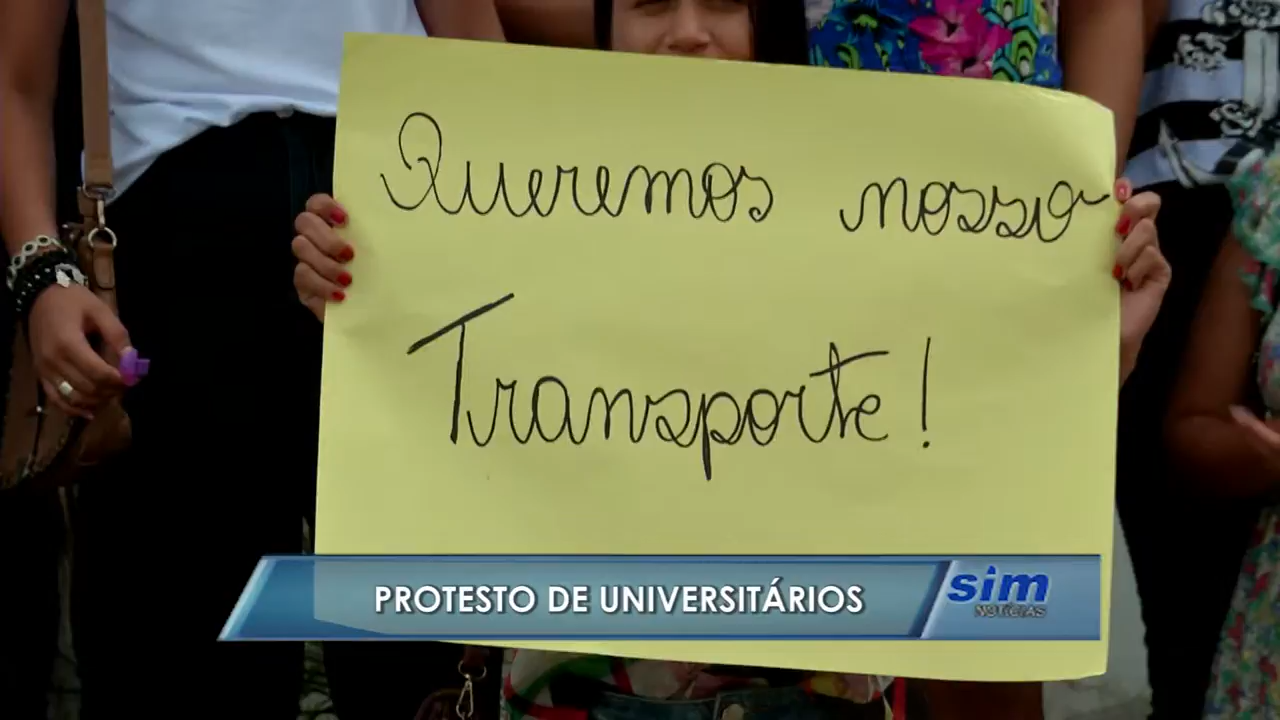 Queremos nosso
Transporte!
PROTESTO DE UNIVERSITÁRIOS
sim
NOTÍCIAS